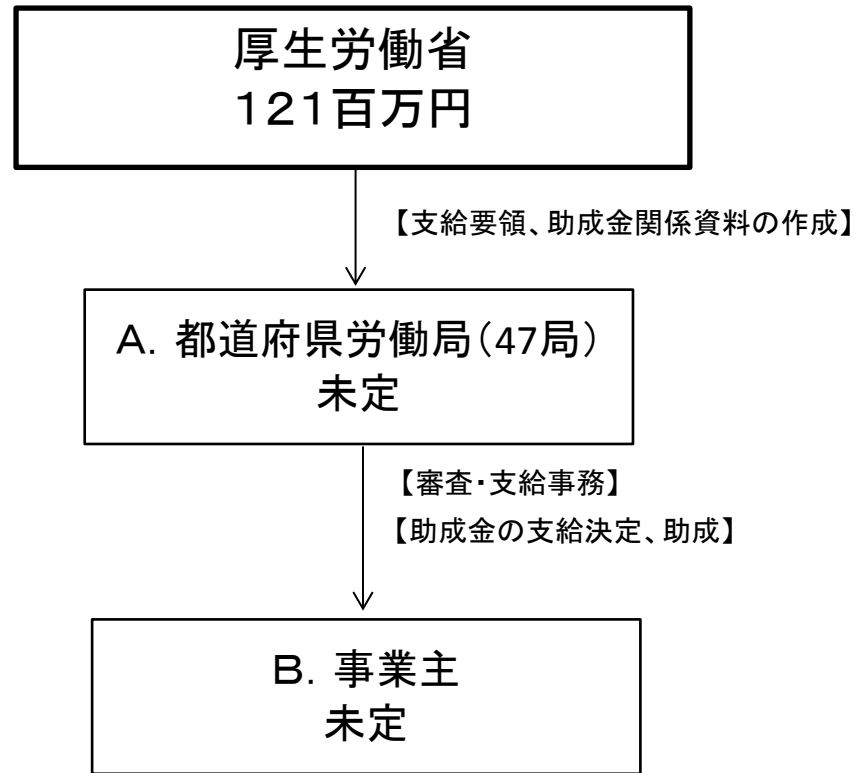 厚生労働省
121百万円
【支給要領、助成金関係資料の作成】
A．都道府県労働局（47局）
未定
【審査・支給事務】
【助成金の支給決定、助成】
B．事業主
未定